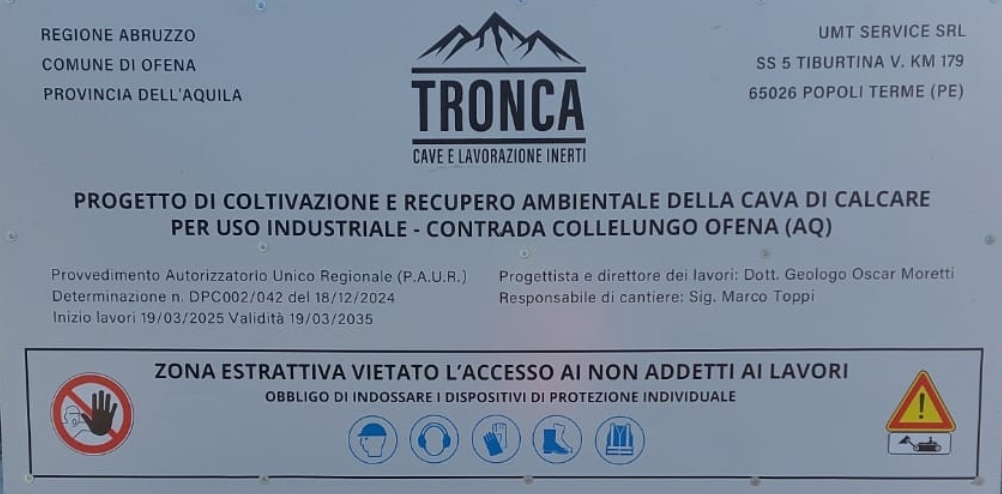 REGIONE ABRUZZO
COMUNE DI OFENA
PROVINCIA DELL'AQUILA
TRONCA
CAVE E LAVORAZIONE INERTI
UMT SERVICE SRL
SS 5 TIBURTINA V. KM 179
65026 POPOLI TERME (PE)
PROGETTO DI COLTIVAZIONE E RECUPERO AMBIENTALE DELLA CAVA DI CALCARE
PER USO INDUSTRIALE - CONTRADA COLLELUNGO OFENA (AQ)
Provvedimento Autorizzatorio Unico Regionale (P.A.U.R.)
Determinazione n. DPC002/042 del 18/12/2024
Inizio lavori 19/03/2025 Validità 19/03/2035
Progettista e direttore dei lavori: Dott. Geologo Oscar Moretti
Responsabile di cantiere: Sig. Marco Toppi
ZONA ESTRATTIVA VIETATO L'ACCESSO AI NON ADDETTI AI LAVORI
OBBLIGO DI INDOSSARE I DISPOSITIVI DI PROTEZIONE INDIVIDUALE